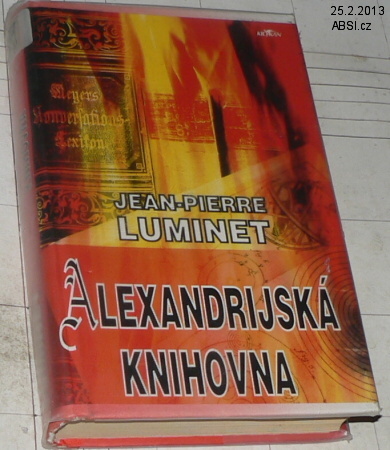 25.2.2013
ABSI.cz
Meyers
Konversations-
Lexikon.
JEAN-PIERRE
LUMINET
ALEXANDRIJSKÁ
KNIHOVNA